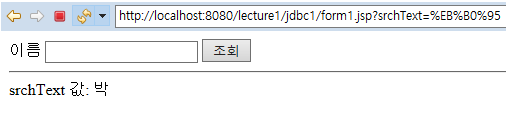 http://localhost:8080/lecture1/jdbc1/form1.jsp?srchText=%EB%B0%95
이름 조회
srchText 값: 박